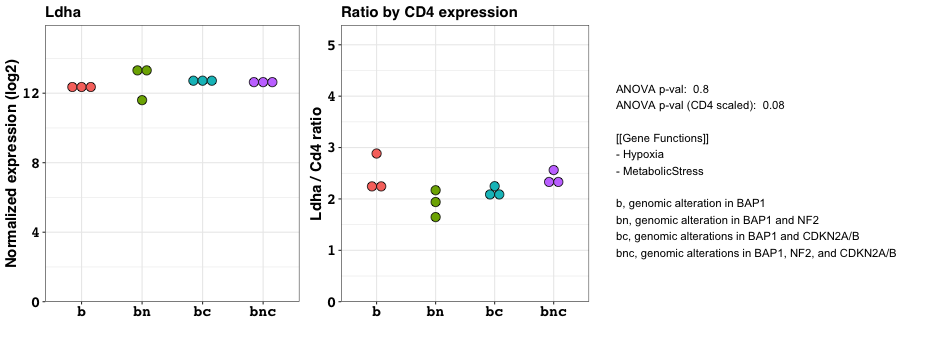 Ldha
Normalized expression (log2)
12
8
4
0
b bn bc bnc
Ratio by CD4 expression
Ldha / Cd4 ratio
5
4
3
2
1
0
b bn bc bnc
ANOVA p-val:  0.8
ANOVA p-val (CD4 scaled):  0.08
[[Gene Functions]]
- Hypoxia
- MetabolicStress
b, genomic alteration in BAP1
bn, genomic alteration in BAP1 and NF2
bc, genomic alterations in BAP1 and CDKN2A/B
bnc, genomic alterations in BAP1, NF2, and CDKN2A/B